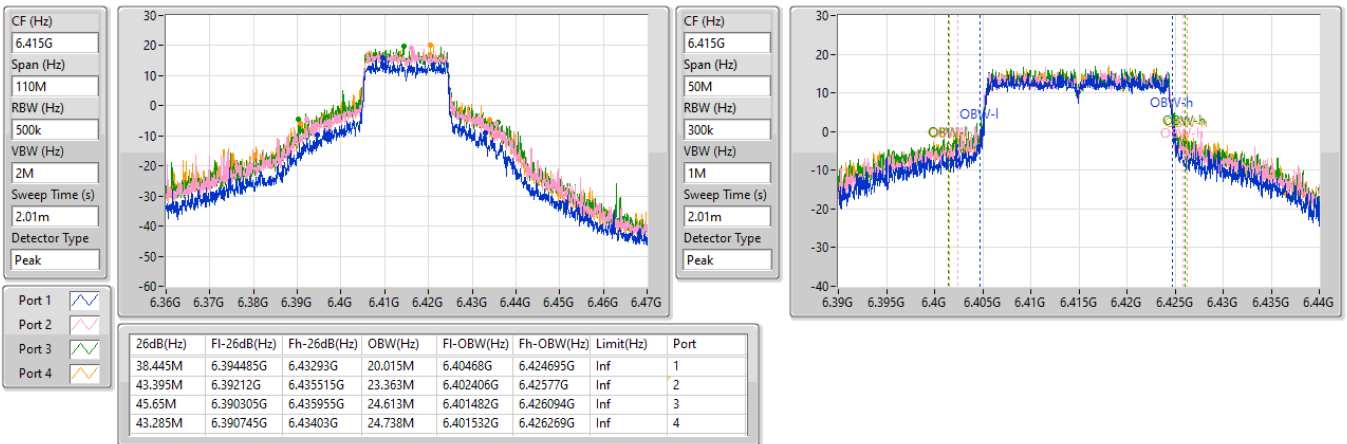 CF (Hz)
6.415G
Span (Hz)
110M
RBW (Hz)
500k
VBW (Hz)
2M
Sweep Time (s)
2.01m
Detector Type
Peak
30
20
10
0
-10
-20
-30
-40
-50
-60
6.36G 6.37G 6.38G 6.39G 6.4G 6.41G 6.42G 6.43G 6.44G 6.45G 6.46G 6.47G
CF (Hz)
6.415G
Span (Hz)
50M
RBW (Hz)
300k
VBW (Hz)
1M
Sweep Time (s)
2.01m
Detector Type
Peak
30
20
10
0
-10
-20
-30
-40
OBW-l
OBW-h
OBW-h
6.39G 6.395G 6.40G 6.405G 6.41G 6.415G 6.42G 6.425G 6.43G 6.435G 6.44G
Port 1
Port 2
Port 3
Port 4
26dB(Hz) Fl-26dB(Hz) Fh-26dB(Hz) OBW(Hz) Fl-OBW(Hz) Fh-OBW(Hz) Limit(Hz) Port
38.445M 6.394485G 6.43293G 20.015M 6.40468G 6.424695G Inf 1
43.395M 6.39212G 6.435515G 23.363M 6.402406G 6.42577G Inf 2
45.65M 6.390305G 6.435955G 24.613M 6.401482G 6.426094G Inf 3
43.285M 6.390745G 6.43403G 24.738M 6.401532G 6.426269G Inf 4